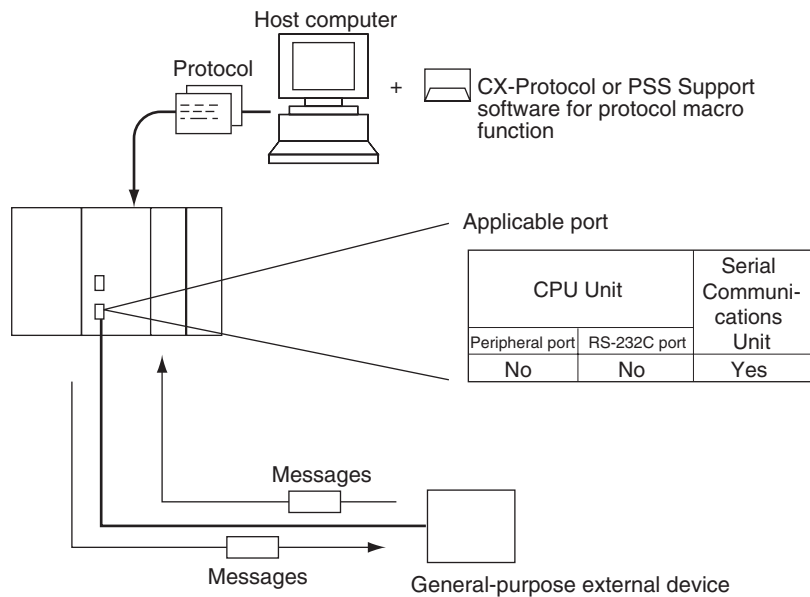 Host computer
Protocol
+
CX-Protocol or PSS Support
software for protocol macro
function
Applicable port
CPU Unit
Serial
Communi-
cations
Unit
Peripheral port
RS-232C port
No
No
Yes
Messages
Messages
General-purpose external device